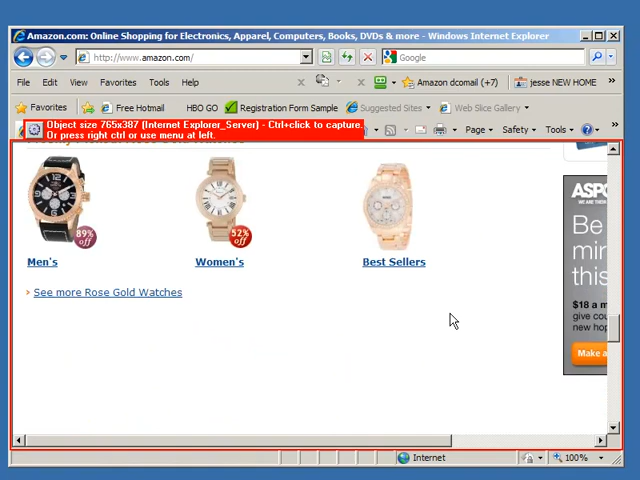 Amazon.com: Online Shopping for Electronics, Apparel, Computers, Books, DVDs & more - Windows Internet Explorer
http://www.amazon.com/
Google
File Edit View Favorites Tools Help
Amazon dcomail (+7) jesse NEW HOME
Favorites Free Hotmail HBO GO Registration Form Sample Suggested Sites Web Slice Gallery
Object size 765x387 (Internet Explorer_Server) - Ctrl+click to capture.
Or press right ctrl or use menu at left.
Page Safety Tools
89% off
52% off
Men's Women's Best Sellers
See more Rose Gold Watches
ASPC
WE ARE THEIR
Be
min
this
$18 a m
give cou
new hop
Make a
Internet 100%